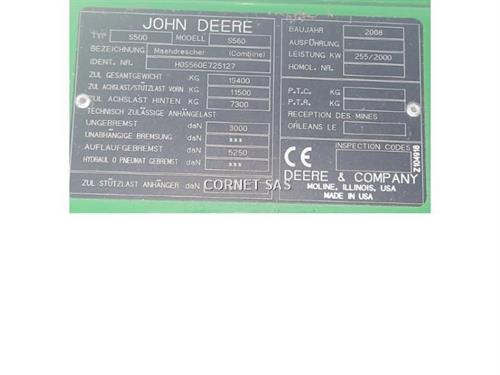 JOHN DEERE
TYP S500 MODELL S560
BEZEICHNUNG Maehdrescher (Combine)
IDENT. NR. H0S560E725127
ZUL GESAMTGEWICHT KG 15400
ZUL ACHSLAST/STÜTZLAST VORN KG 11500
ZUL ACHSLAST HINTEN KG 7300
TECHNISCH ZULÄSSIGE ANHÄNGELAST
UNGEBREMST daN 3000
UNABHÄNGIGE BREMSUNG daN ***
AUFLAUFGEBREMST daN 5250
HYDRAUL O PNEUMAT GEBREMST daN ***
ZUL STÜTZLAST ANHÄNGER daN
CORNET SAS
BAUJAHR 2008
AUSFÜHRUNG
LEISTUNG KW 255/2000
HOMOL. NR.
P.T.C. KG
P.T.R. KG
RECEPTION DES MINES
ORLEANS LE
INSPECTION CODES
CE
DEERE & COMPANY
MOLINE, ILLINOIS, USA
MADE IN USA
Z104918